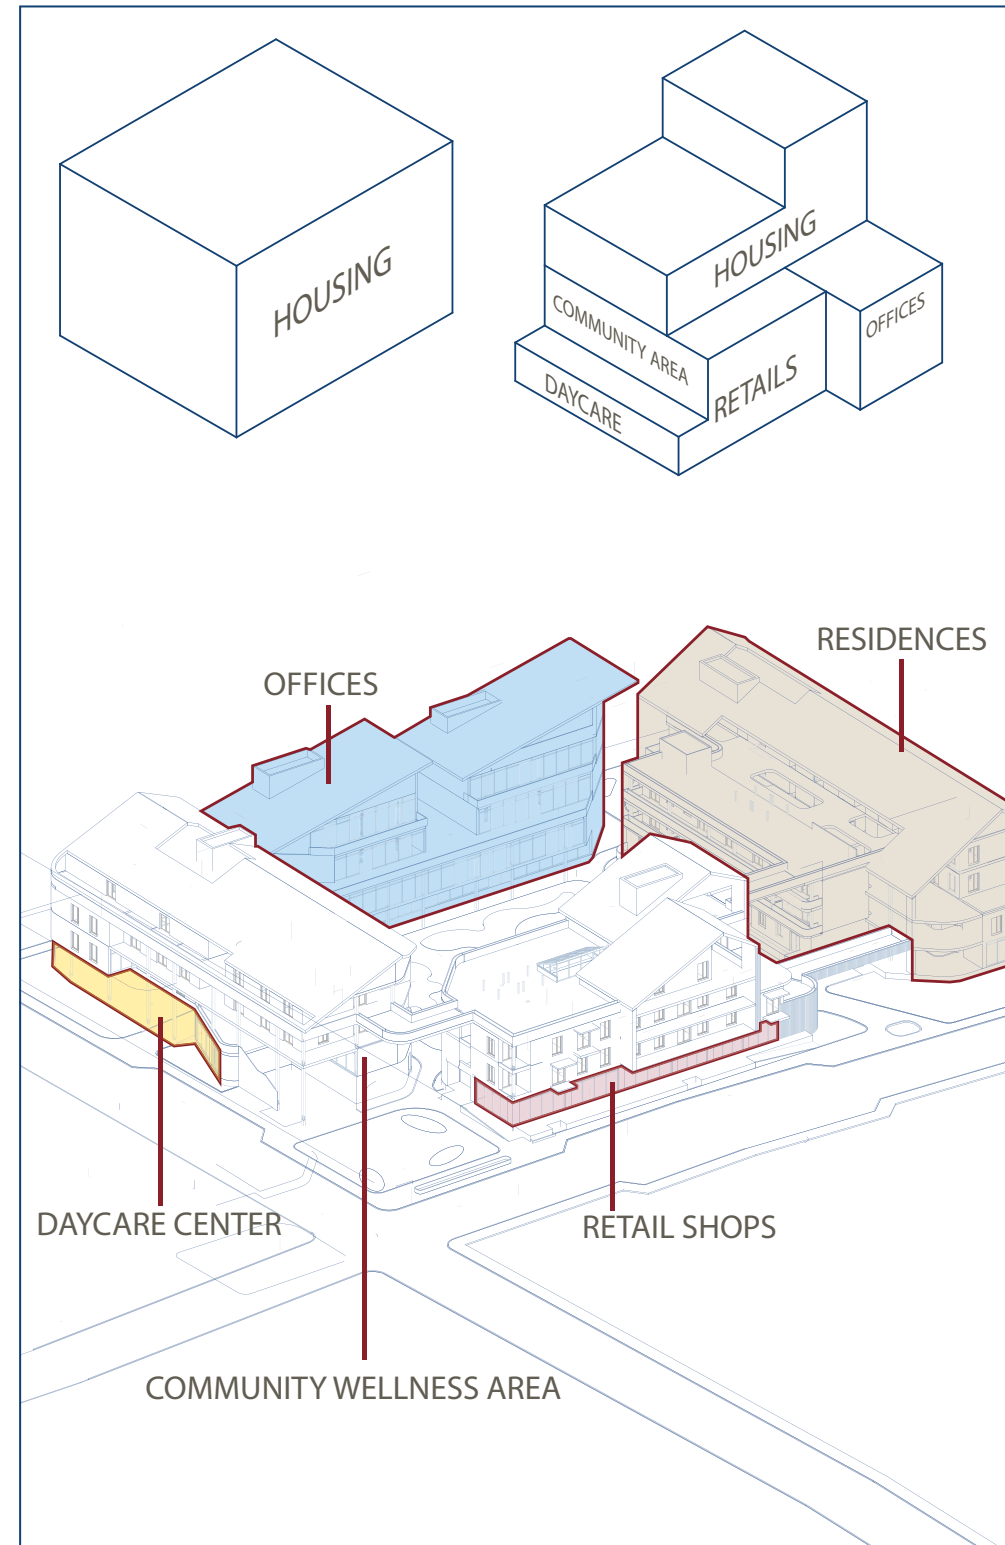 HOUSING
HOUSING
COMMUNITY AREA
OFFICES
DAYCARE
RETAILS
RESIDENCES
OFFICES
DAYCARE CENTER
RETAIL SHOPS
COMMUNITY WELLNESS AREA